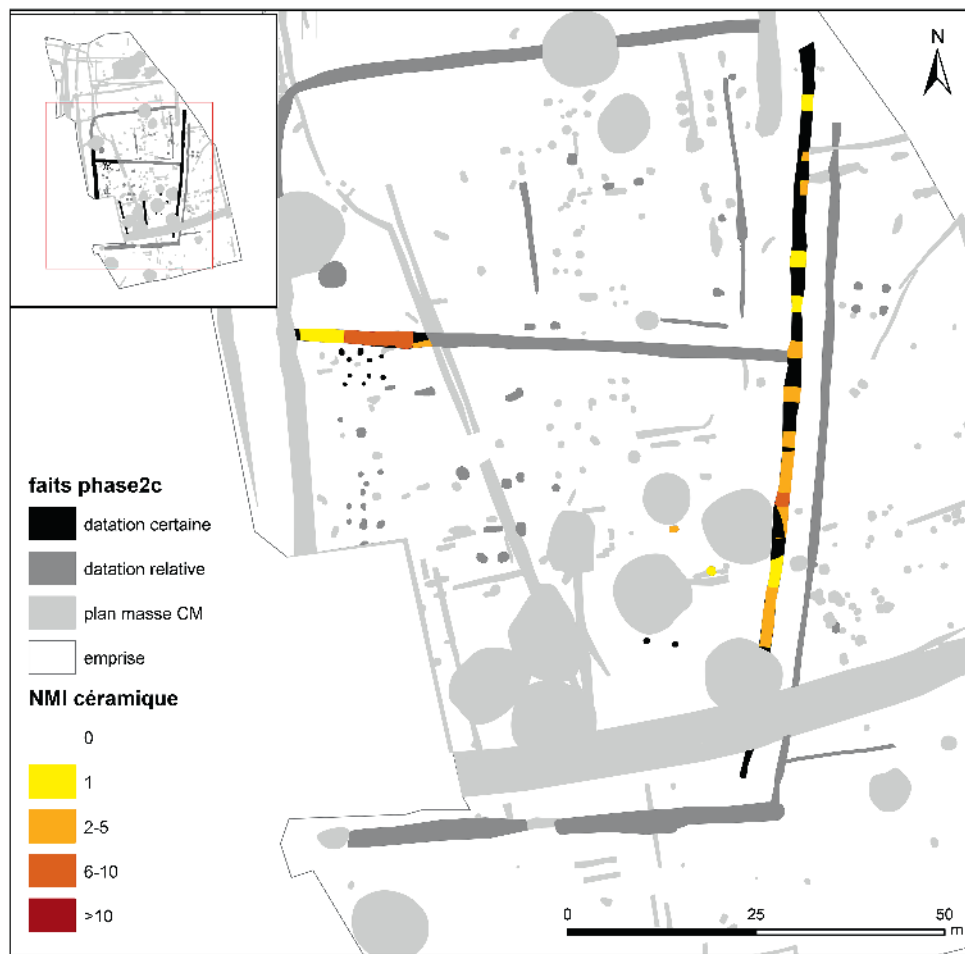 N
faits phase2c
datation certaine
datation relative
plan masse CM
emprise
NMI céramique
0
1
2-5
6-10
>10
0 25 50
m